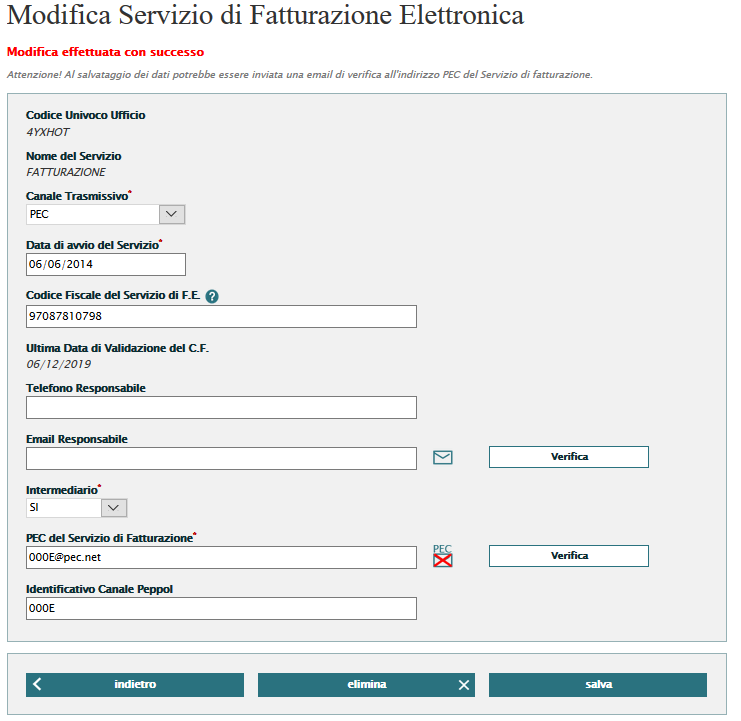 Modifica Servizio di Fatturazione Elettronica
Modifica effettuata con successo
Attenzione! Al salvataggio dei dati potrebbe essere inviata una email di verifica all'indirizzo PEC del Servizio di fatturazione.
Codice Univoco Ufficio
4YXHOT
Nome del Servizio
FATTURAZIONE
Canale Trasmissivo*
PEC
Data di avvio del Servizio*
06/06/2014
Codice Fiscale del Servizio di F.E. ?
97087810798
Ultima Data di Validazione del C.F.
06/12/2019
Telefono Responsabile
Email Responsabile
Verifica
Intermediario*
SI
PEC del Servizio di Fatturazione*
000E@pec.net
PEC
Verifica
Identificativo Canale Peppol
000E
indietro
elimina
salva